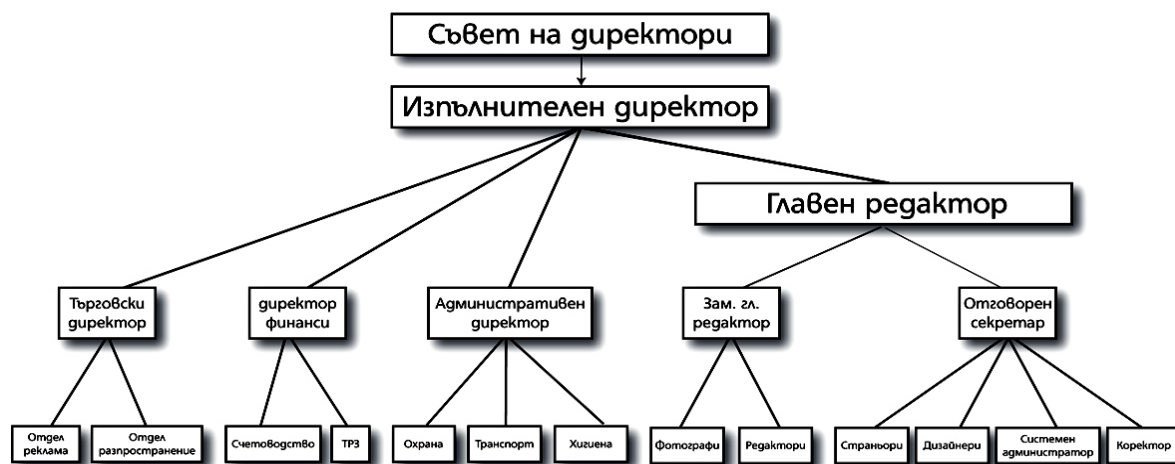 Съвет на директори
Изпълнителен директор
Главен редактор
Търговски
директор
директор
финанси
Административен
директор
Зам. гл.
редактор
Отговорен
секретар
Отдел
реклама
Отдел
разпространение
Счетоводство
ТРЗ
Охрана
Транспорт
Хигиена
Фотографи
Редактори
Страньори
Дизайнери
Системен
администратор
Коректор